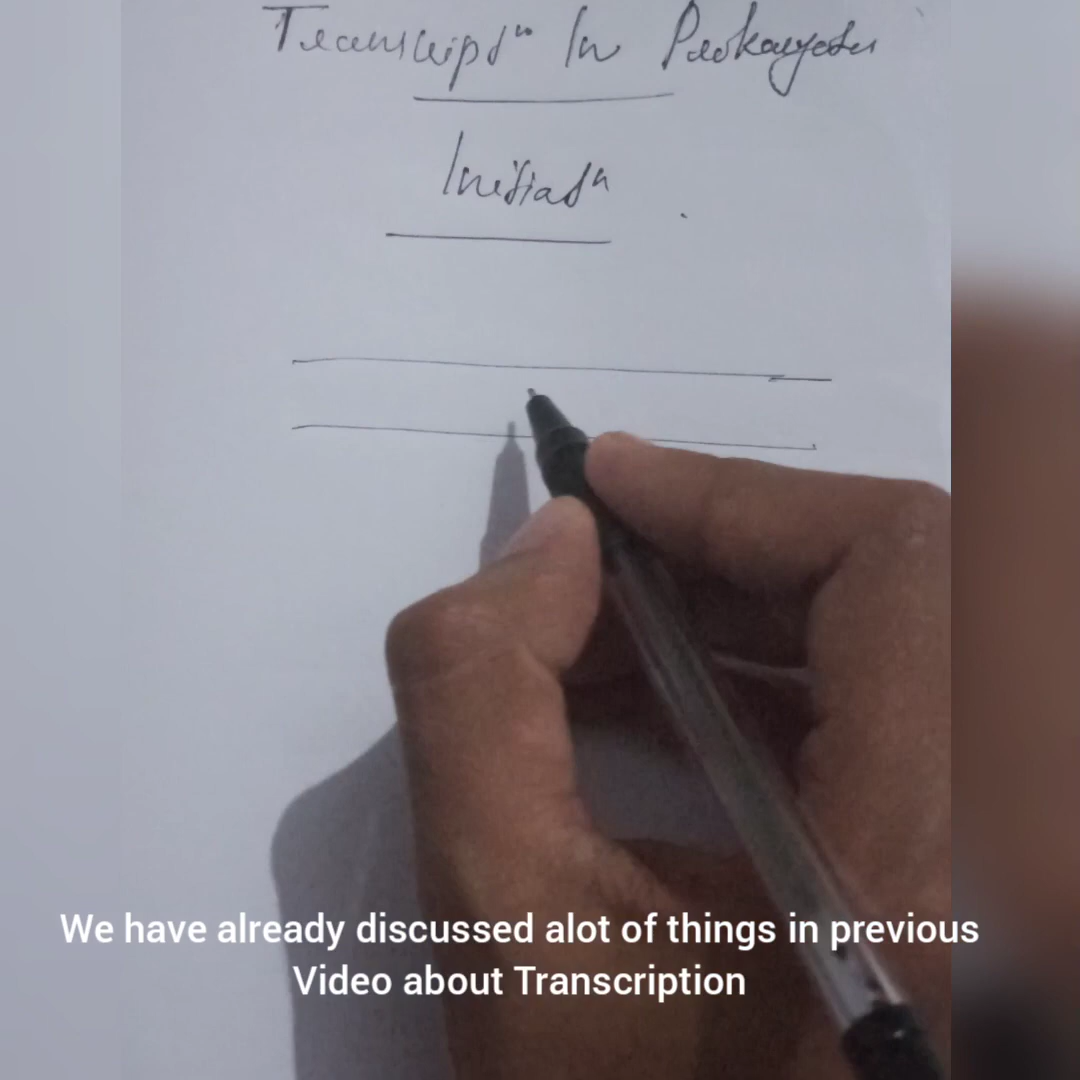 Transcriptⁿ In Prokaryotes
Initiatⁿ
We have already discussed alot of things in previous
Video about Transcription